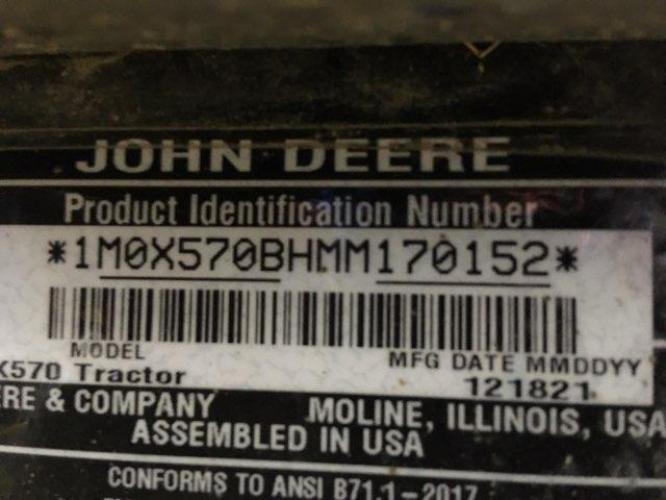 JOHN DEERE
Product Identification Number
*1M0X570BHMM170152*
MODEL
MFG DATE MMDDYY
X570 Tractor
121821
ERE & COMPANY
MOLINE, ILLINOIS, USA
ASSEMBLED IN USA
CONFORMS TO ANSI B71.1-2017